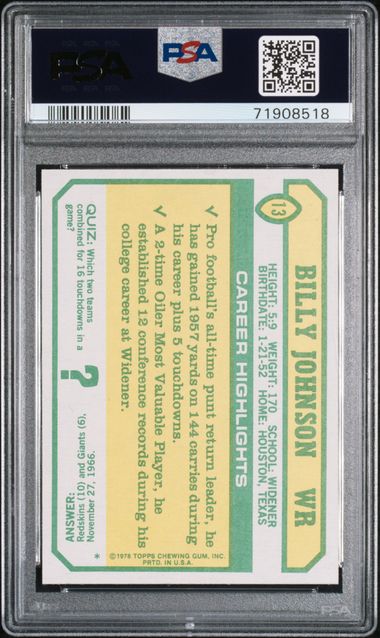 PSA
PSA
71908518
13
BILLY JOHNSON WR
HEIGHT: 5:9 WEIGHT: 170 SCHOOL: WIDENER
BIRTHDATE: 1-21-52 HOME: HOUSTON, TEXAS
CAREER HIGHLIGHTS
✓ Pro football's all-time punt return leader, he
has gained 1957 yards on 144 carries during
his career plus 5 touchdowns.
✓ A 2-time Oiler Most Valuable Player, he
established 12 conference records during his
college career at Widener.
©1978 TOPPS CHEWING GUM, INC.
PRTD. IN U.S.A.
QUIZ: Which two teams
combined for 16 touchdowns in a
game?
?
ANSWER:
Redskins (10) and Giants (6),
November 27, 1966.
*